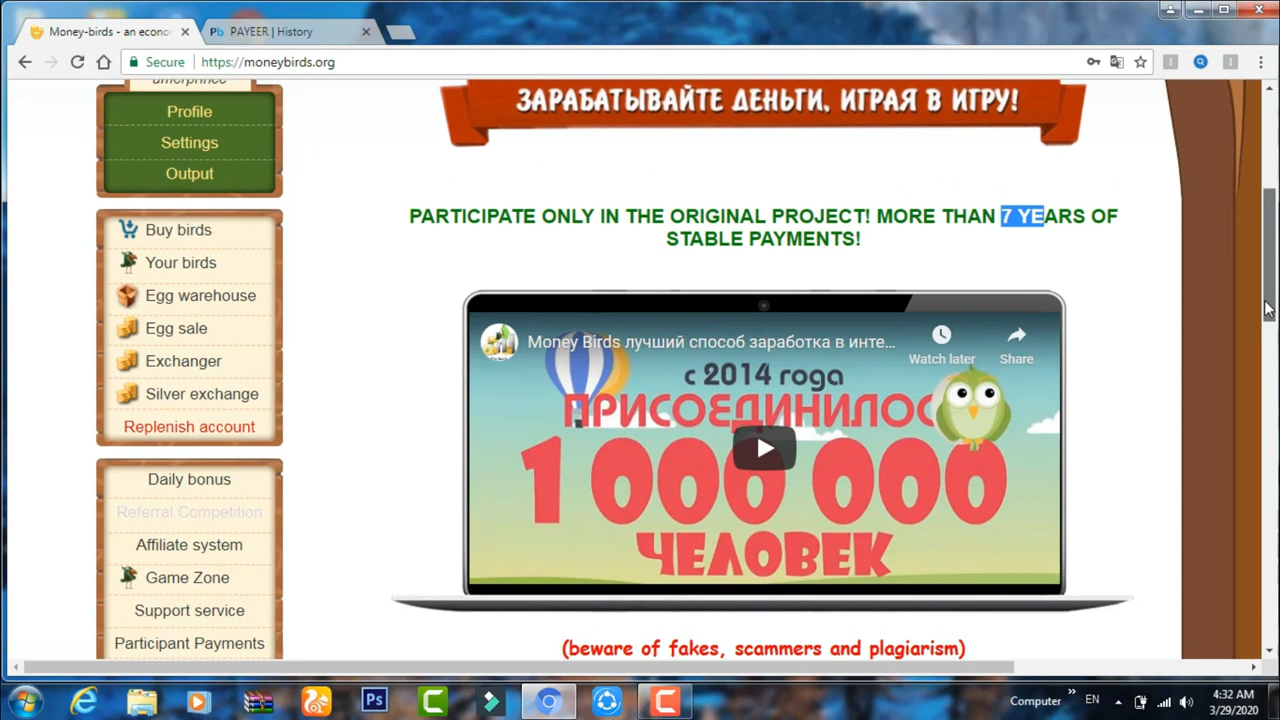 Money-birds - an econo
PAYEER | History
Secure
https://moneybirds.org
amerprince
Profile
Settings
Output
Buy birds
Your birds
Egg warehouse
Egg sale
Exchanger
Silver exchange
Replenish account
Daily bonus
Referral Competition
Affiliate system
Game Zone
Support service
Participant Payments
ЗАРАБАТЫВАЙТЕ ДЕНЬГИ, ИГРАЯ В ИГРУ!
PARTICIPATE ONLY IN THE ORIGINAL PROJECT! MORE THAN 7 YEARS OF
STABLE PAYMENTS!
Money Birds лучший способ заработка в инте...
Watch later
Share
с 2014 года
ПРИСОЕДИНИЛОС
1 000 000
ЧЕЛОВЕК
(beware of fakes, scammers and plagiarism)
Computer
EN
4:32 AM
3/29/2020